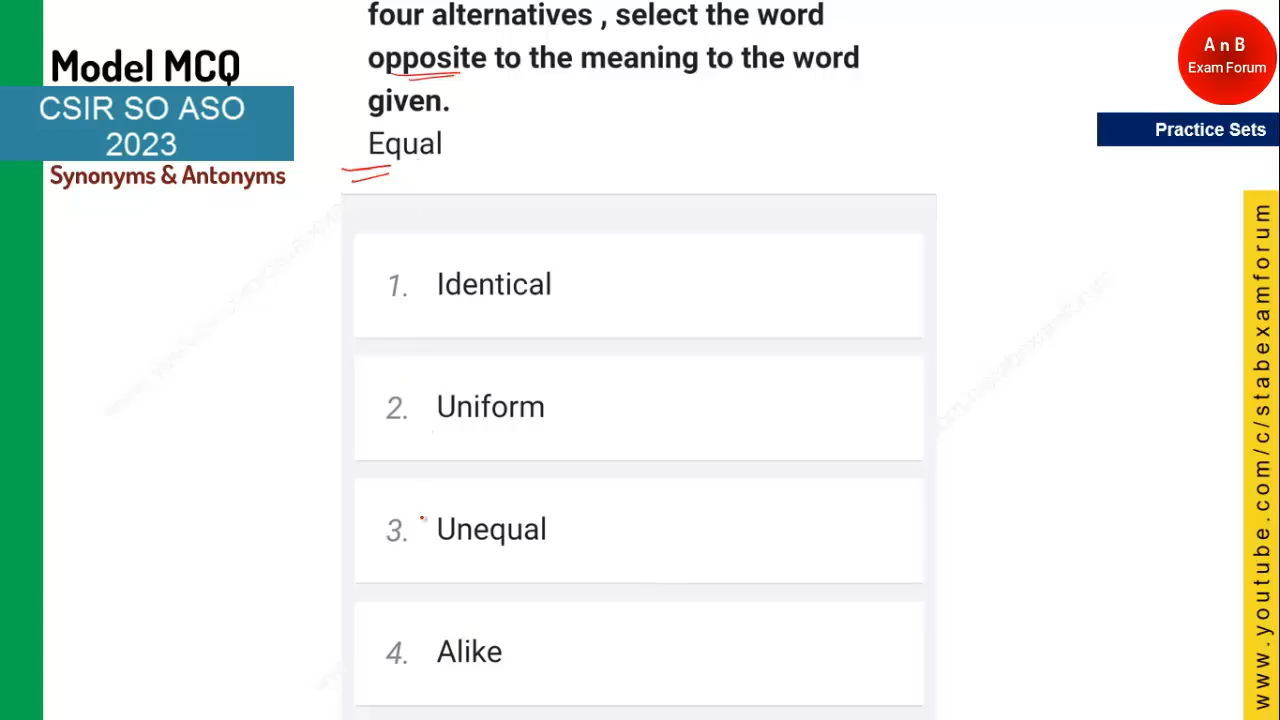 four alternatives , select the word
opposite to the meaning to the word
given.
Equal
Model MCQ
CSIR SO ASO
2023
Synonyms & Antonyms
A n B
Exam Forum
Practice Sets
1. Identical
2. Uniform
3. Unequal
4. Alike
www.youtube.com/c/stabexamforum